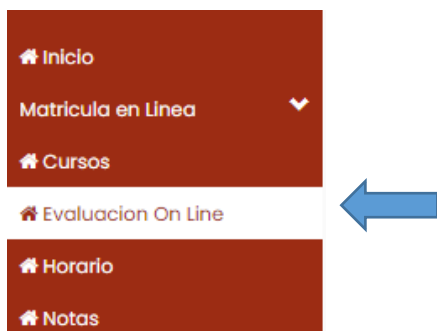 Inicio
Matricula en Linea
Cursos
Evaluacion On Line
Horario
Notas